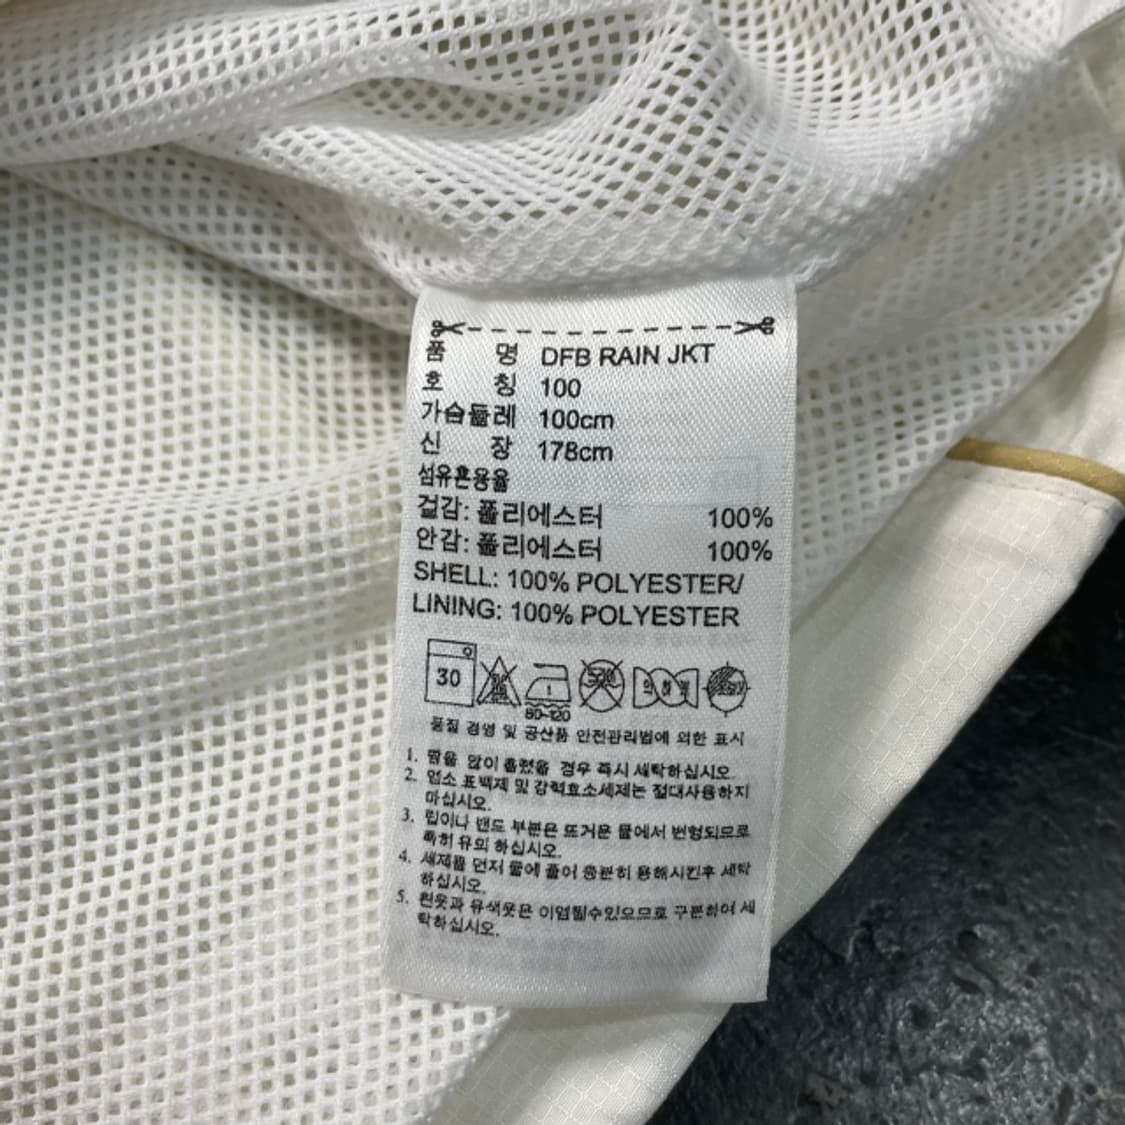 품 명 DFB RAIN JKT
호 칭 100
가슴둘레 100cm
신 장 178cm
섬유혼용율
겉감: 폴리에스터 100%
안감: 폴리에스터 100%
SHELL: 100% POLYESTER/
LINING: 100% POLYESTER
30
80~120
품질 경영 및 공산품 안전관리법에 의한 표시
1. 땀을 많이 흘렸을 경우 즉시 세탁하십시오.
2. 염소 표백제 및 강력효소세제는 절대사용하지
마십시오.
3. 립이나 밴드 부분은 뜨거운 물에서 변형되므로
특히 유의 하십시오.
4. 세제를 먼저 물에 풀어 충분히 용해시킨후 세탁
하십시오.
5. 흰옷과 유색옷은 이염될수있으므로 구분하여 세
탁하십시오.